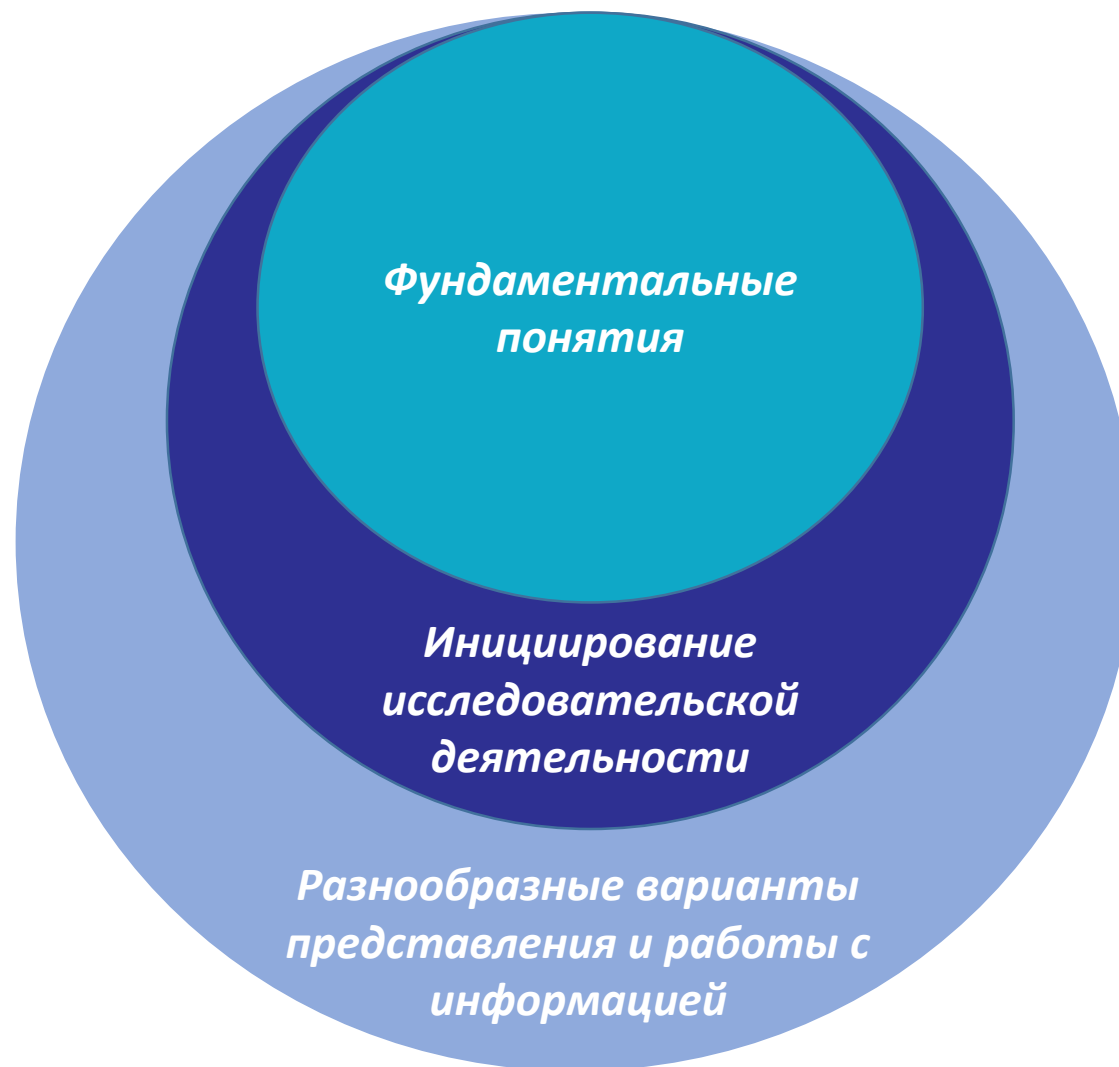 Фундаментальные
понятия
Инициирование
исследовательской
деятельности
Разнообразные варианты
представления и работы с
информацией